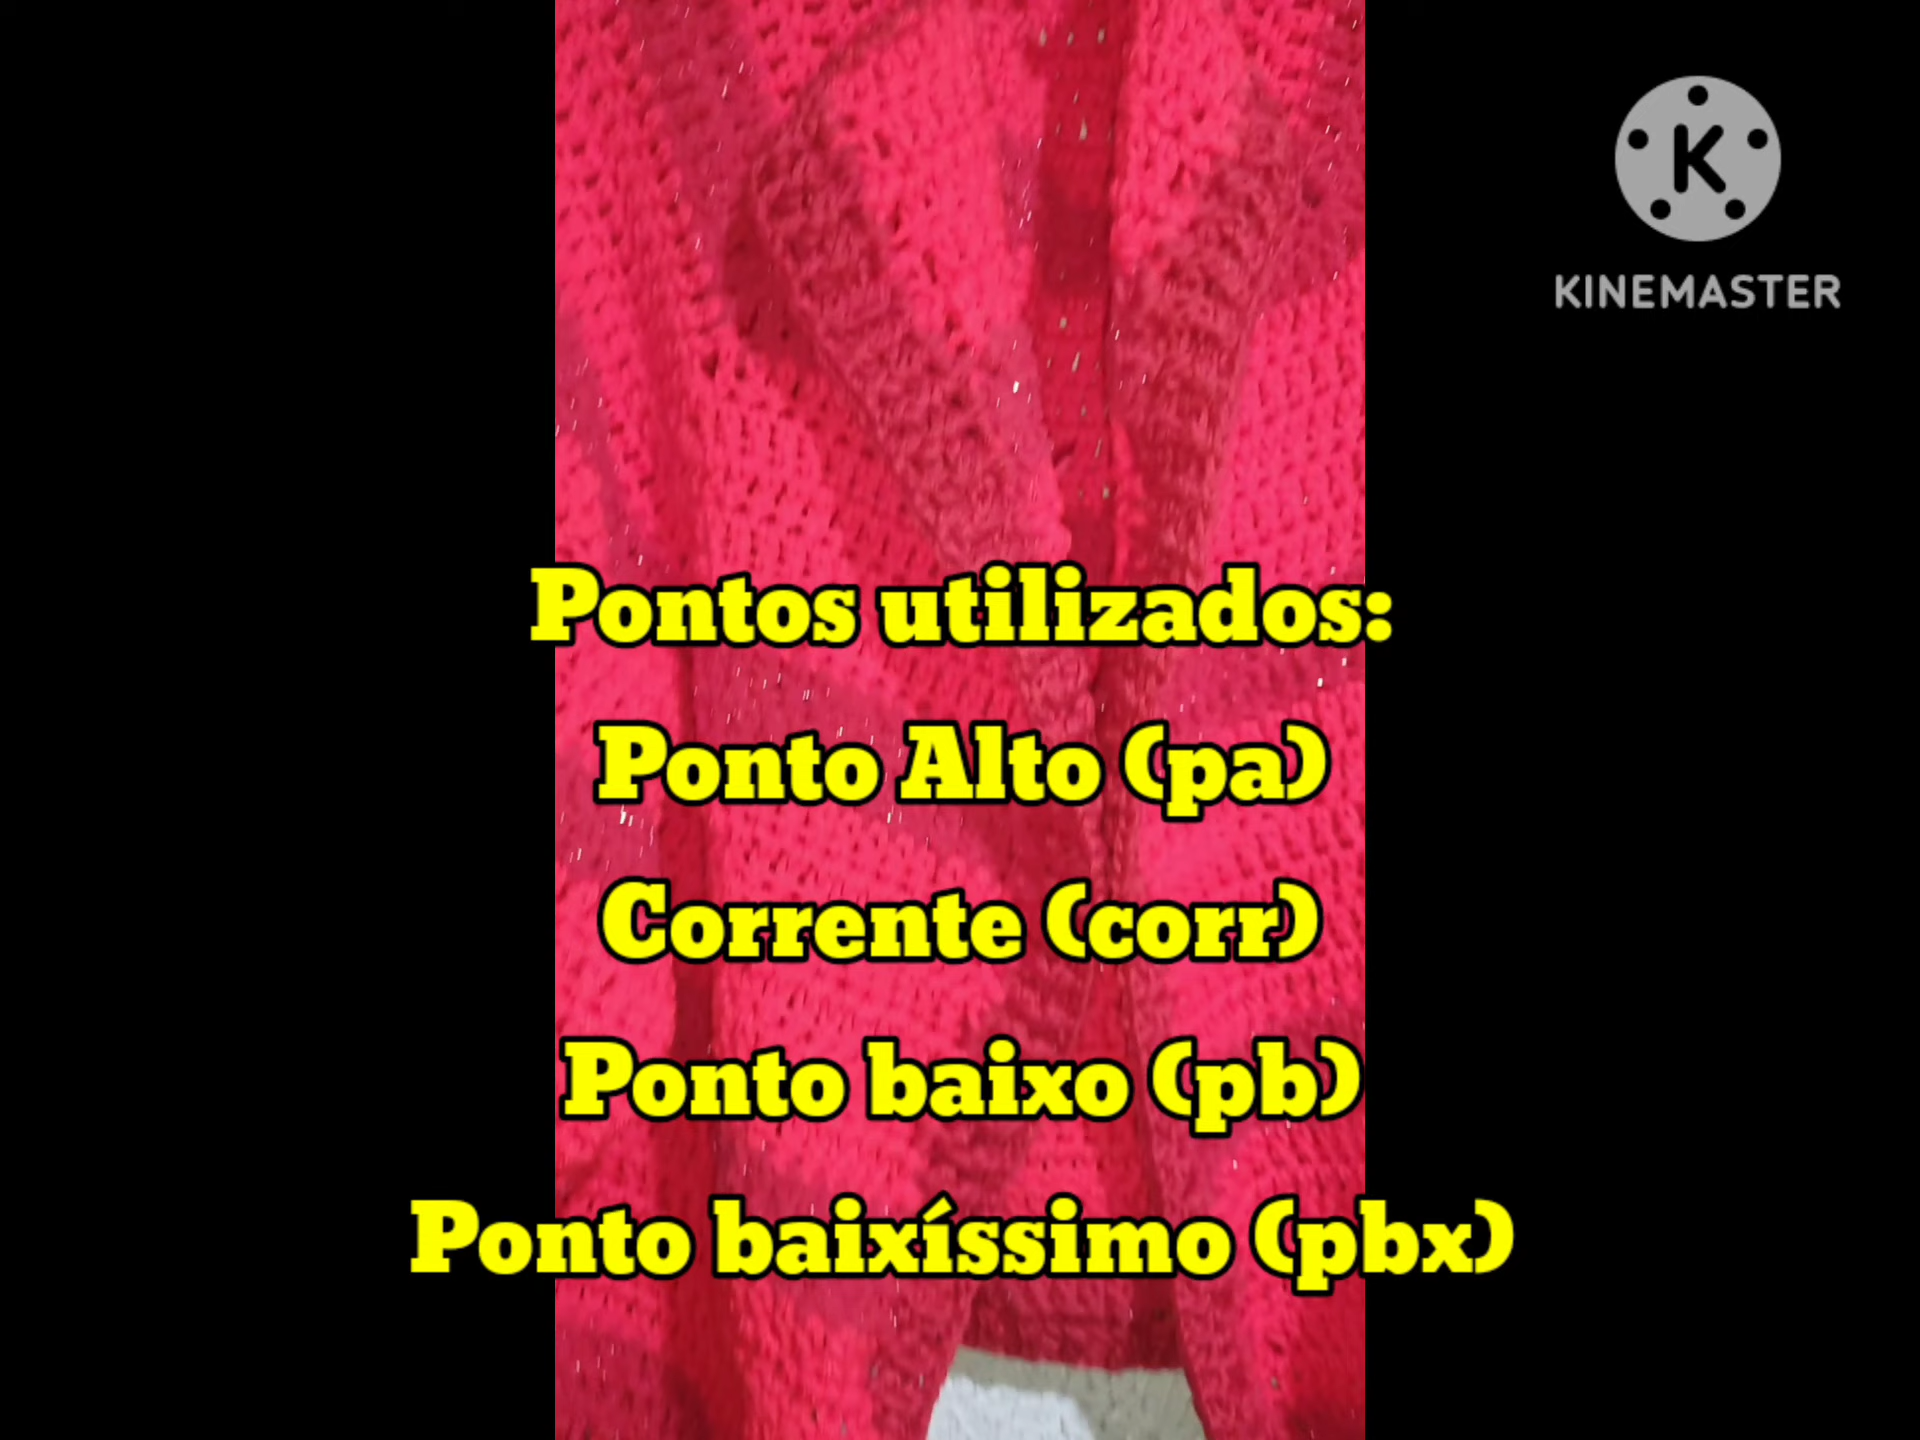 K
KINEMASTER
Pontos utilizados:
Ponto Alto (pa)
Corrente (corr)
Ponto baixo (pb)
Ponto baixíssimo (pbx)